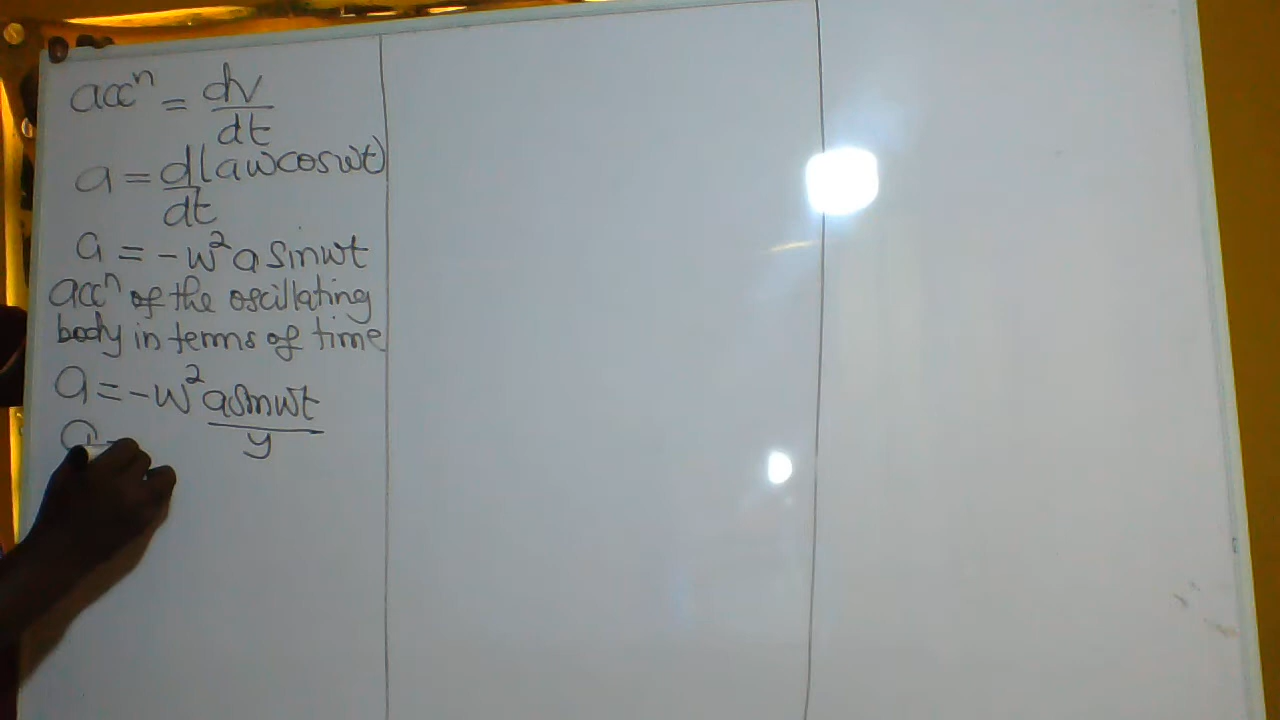 accⁿ = dv/dt
a = d(awcoswt)/dt
a = -w²a sinwt
accⁿ of the oscillating
body in terms of time
a = -w² asinwt
y
a